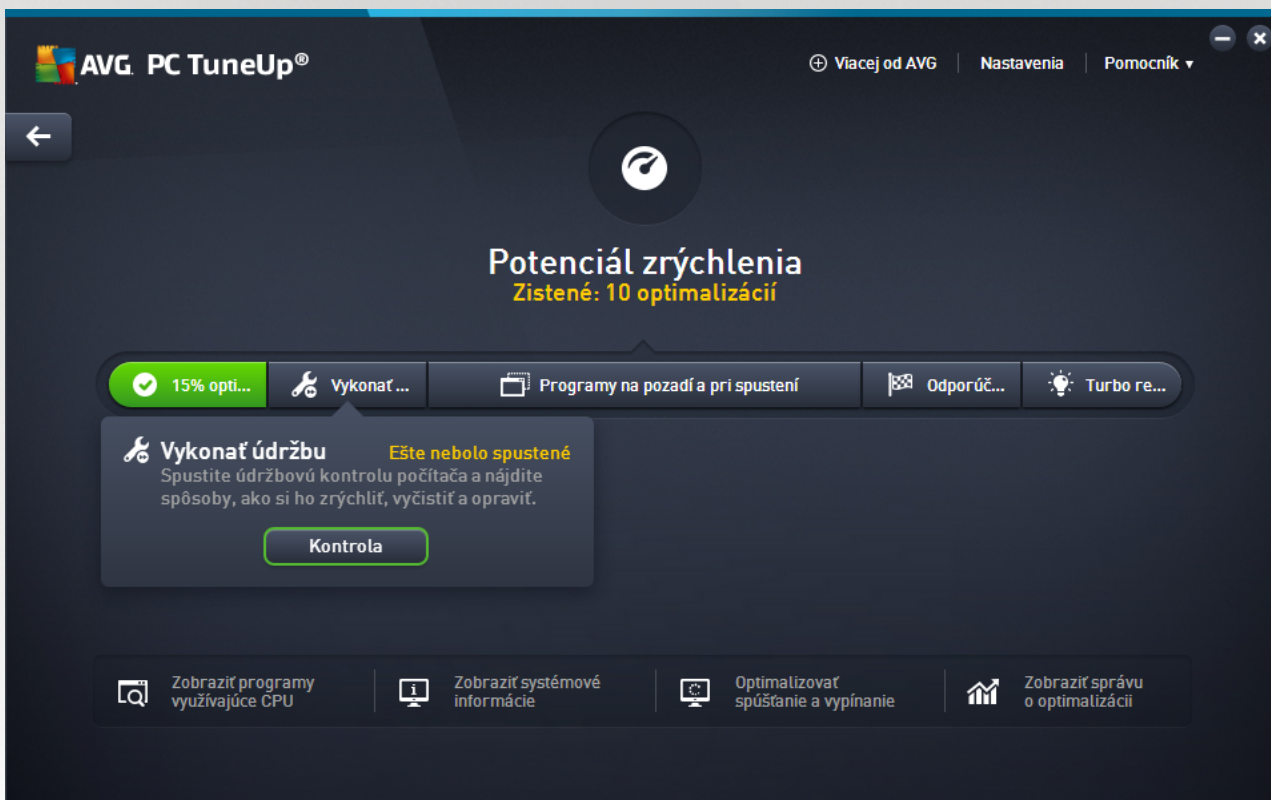 AVG. PC TuneUp®
Viacej od AVG
Nastavenia
Pomocník
Potenciál zrýchlenia
Zistené: 10 optimalizácií
15% opti...
Vykonať ...
Programy na pozadí a pri spustení
Odporúč...
Turbo re...
Vykonať údržbu
Ešte nebolo spustené
Spustite údržbovú kontrolu počítača a nájdite
spôsoby, ako si ho zrýchliť, vyčistiť a opraviť.
Kontrola
Zobraziť programy
využívajúce CPU
Zobraziť systémové
informácie
Optimalizovať
spúšťanie a vypínanie
Zobraziť správu
o optimalizácii